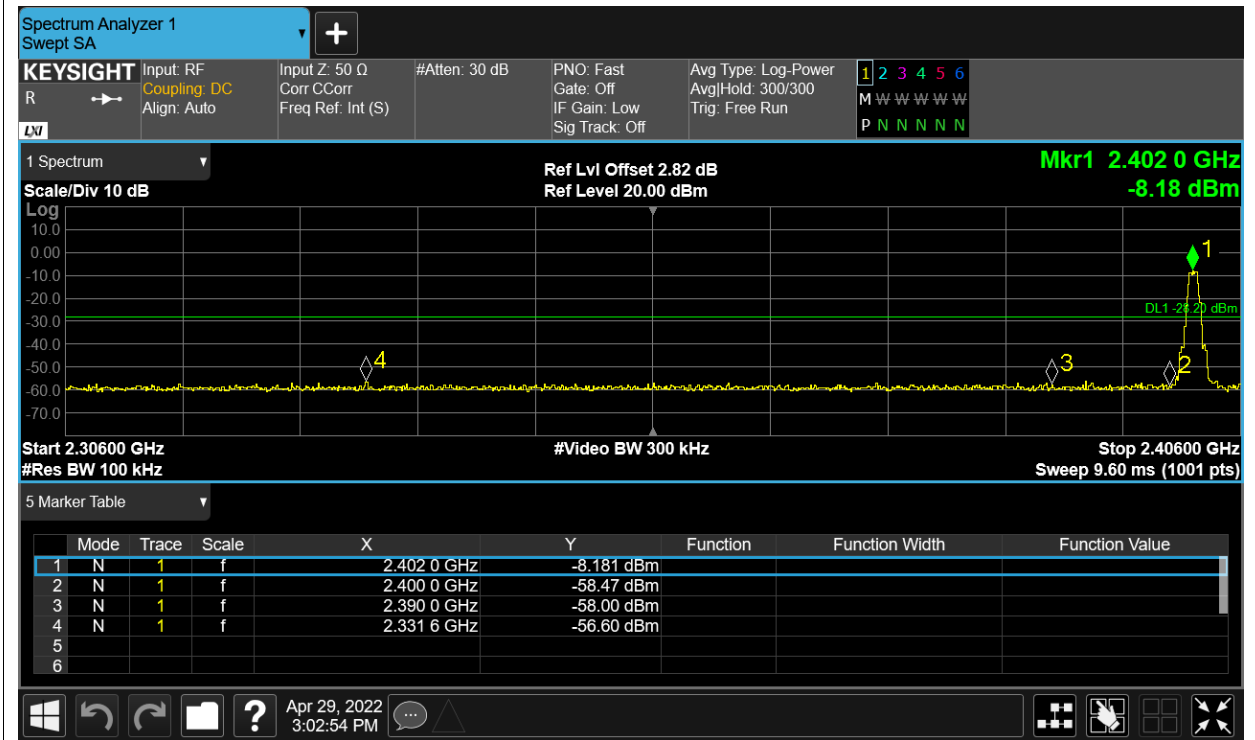 Spectrum Analyzer 1
Swept SA
+
KEYSIGHT Input: RF Input Z: 50 Ω #Atten: 30 dB PNO: Fast Avg Type: Log-Power 1 2 3 4 5 6
R Coupling: DC Corr CCorr Gate: Off Avg|Hold: 300/300 M W W W W W W
Align: Auto Freq Ref: Int (S) IF Gain: Low Trig: Free Run
LXI Sig Track: Off P N N N N N N
1 Spectrum Ref Lvl Offset 2.82 dB Mkr1 2.402 0 GHz
Scale/Div 10 dB Ref Level 20.00 dBm -8.18 dBm
Log
10.0
0.00 1
-10.0
-20.0
DL1 -28.20 dBm
-30.0
-40.0
4 3 2
-50.0
-60.0
-70.0
Start 2.30600 GHz #Video BW 300 kHz Stop 2.40600 GHz
#Res BW 100 kHz Sweep 9.60 ms (1001 pts)
5 Marker Table
Mode Trace Scale X Y Function Function Width Function Value
1 N 1 f 2.402 0 GHz -8.181 dBm
2 N 1 f 2.400 0 GHz -58.47 dBm
3 N 1 f 2.390 0 GHz -58.00 dBm
4 N 1 f 2.331 6 GHz -56.60 dBm
5
6
? Apr 29, 2022
3:02:54 PM